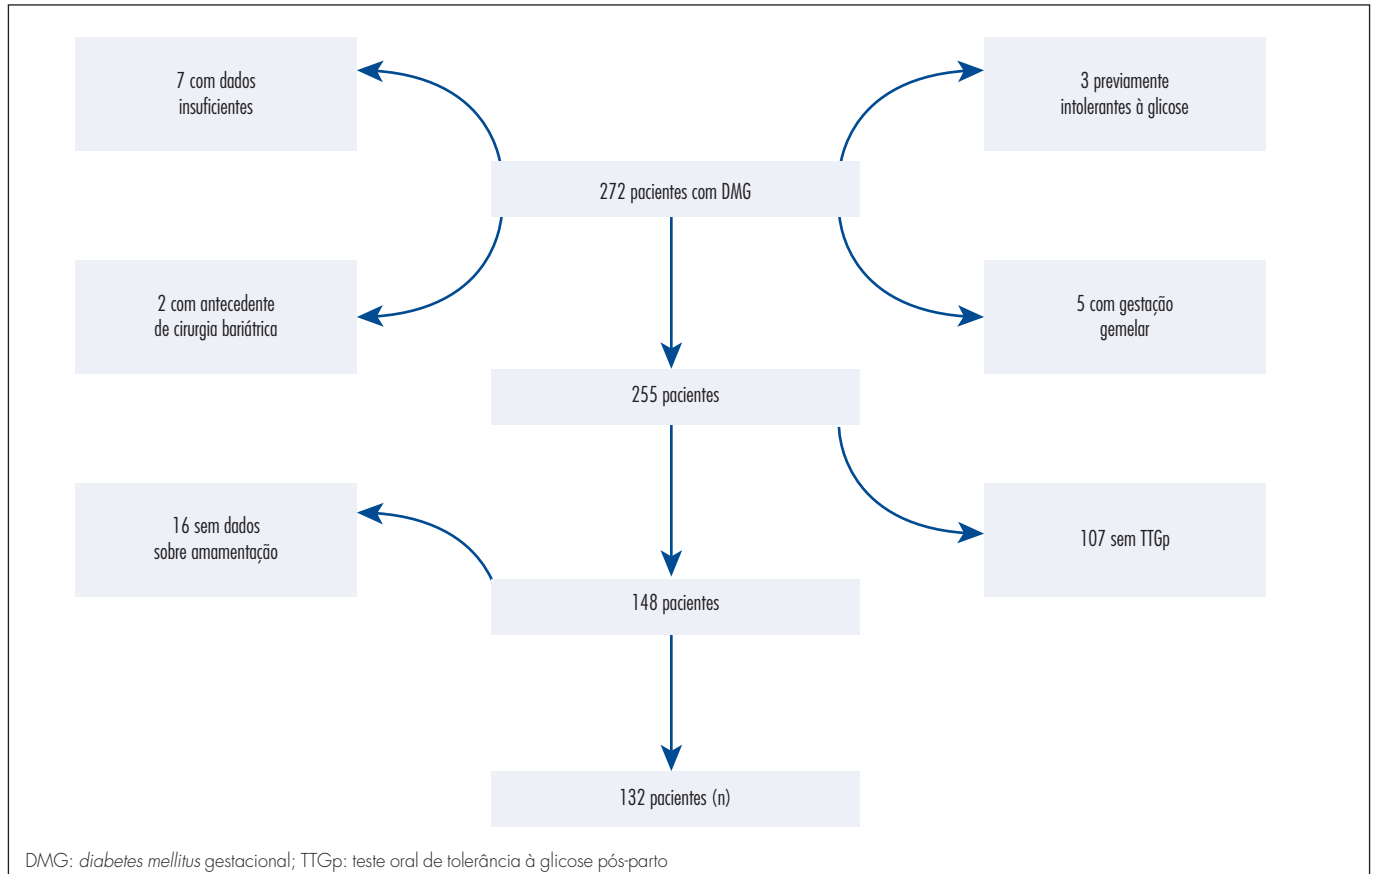 7 com dados
insuficientes
3 previamente
intolerantes à glicose
272 pacientes com DMG
2 com antecedente
de cirurgia bariátrica
5 com gestação
gemelar
255 pacientes
16 sem dados
sobre amamentação
107 sem TTGp
148 pacientes
132 pacientes (n)
DMG: diabetes mellitus gestacional; TTGp: teste oral de tolerância à glicose pós-parto